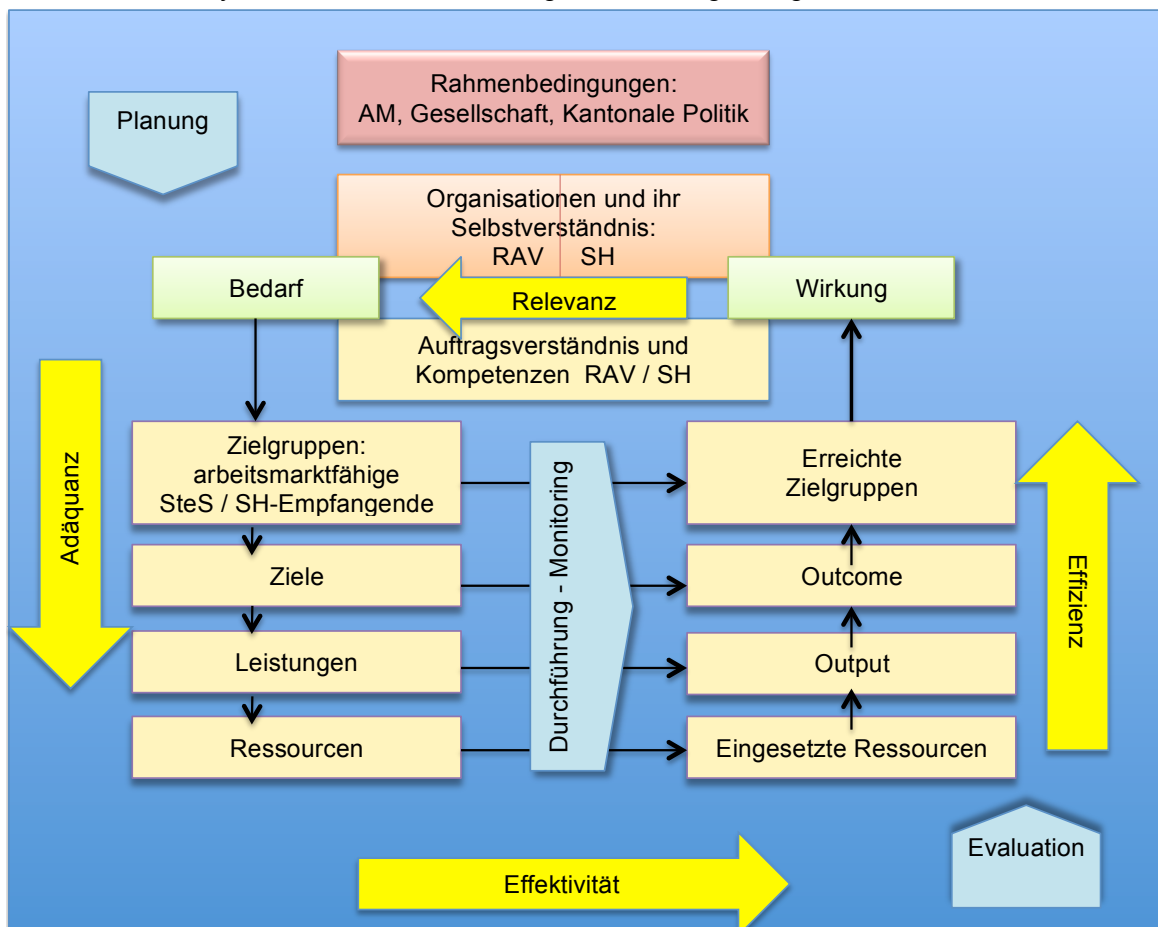 Rahmenbedingungen:
AM, Gesellschaft, Kantonale Politik
Planung
Organisationen und ihr
Selbstverständnis:
RAV SH
Bedarf
Relevanz
Wirkung
Auftragsverständnis und
Kompetenzen RAV / SH
Adäquanz
Zielgruppen:
arbeitsmarktfähige
SteS / SH-Empfangende
Ziele
Leistungen
Ressourcen
Durchführung - Monitoring
Erreichte
Zielgruppen
Outcome
Output
Eingesetzte Ressourcen
Effizienz
Evaluation
Effektivität